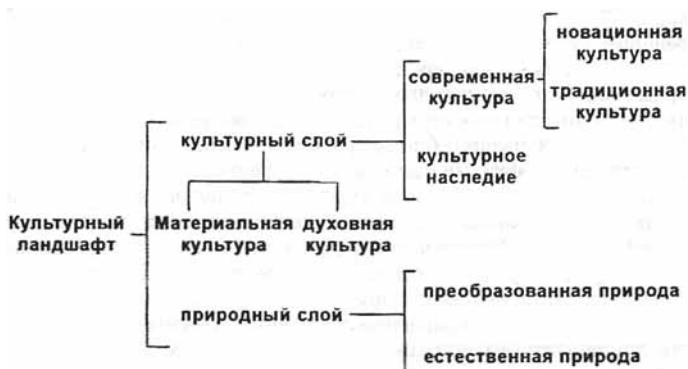 новационная
культура
современная
культура
традиционная
культура
культурный слой
культурное
наследие
Культурный
ландшафт
Материальная
культура
духовная
культура
преобразованная природа
природный слой
естественная природа